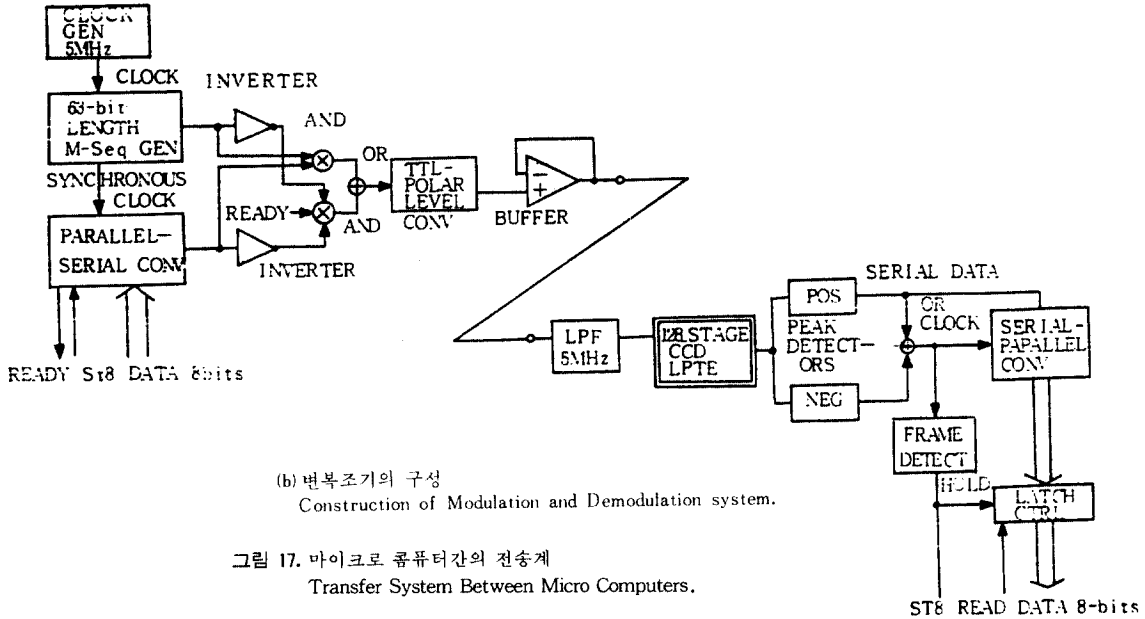 CLOCK
GEN
5MHz
CLOCK
INVERTER
63-bit
LENGTH
M-Seq GEN
AND
OR
TTL-
POLAR
LEVEL
CONV
SYNCHRONOUS
CLOCK
READY
AND
BUFFER
PARALLEL-
SERIAL CONV
INVERTER
READY St8 DATA 8bits
SERIAL DATA
POS
OR
CLOCK
LPF
5MHz
128 STAGE
CCD
LPTE
PEAK
DETECT-
ORS
SERIAL-
PAPALLEL
CONV
NEG
FRAME
DETECT
HOLD
LATCH
CTRL
ST8 READ DATA 8-bits
(b) 변복조기의 구성
Construction of Modulation and Demodulation system.
그림 17. 마이크로 콤퓨터간의 전송계
Transfer System Between Micro Computers.